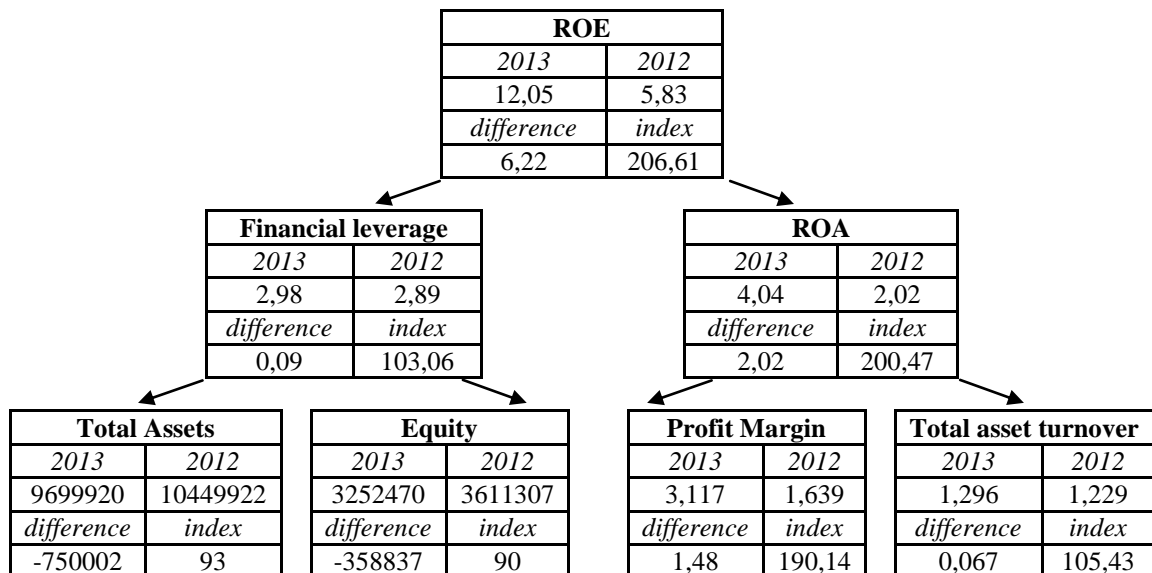 ROE
2013 2012
12,05 5,83
difference index
6,22 206,61
Financial leverage ROA
2013 2012 2013 2012
2,98 2,89 4,04 2,02
difference index difference index
0,09 103,06 2,02 200,47
Total Assets Equity Profit Margin Total asset turnover
2013 2012 2013 2012 2013 2012 2013 2012
9699920 10449922 3252470 3611307 3,117 1,639 1,296 1,229
difference index difference index difference index difference index
-750002 93 -358837 90 1,48 190,14 0,067 105,43